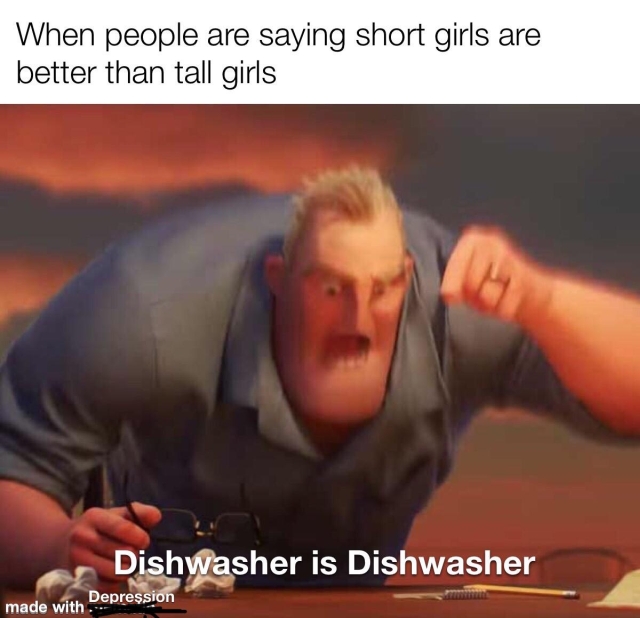 When people are saying short girls are
better than tall girls
Dishwasher is Dishwasher
Depression
made with